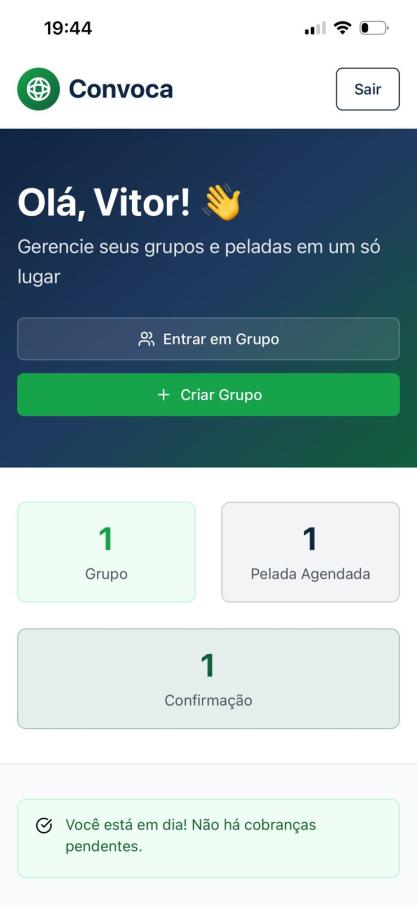 19:44
Convoca
Sair
Olá, Vitor! 👋
Gerencie seus grupos e peladas em um só
lugar
Entrar em Grupo
+ Criar Grupo
1
Grupo
1
Pelada Agendada
1
Confirmação
Você está em dia! Não há cobranças
pendentes.